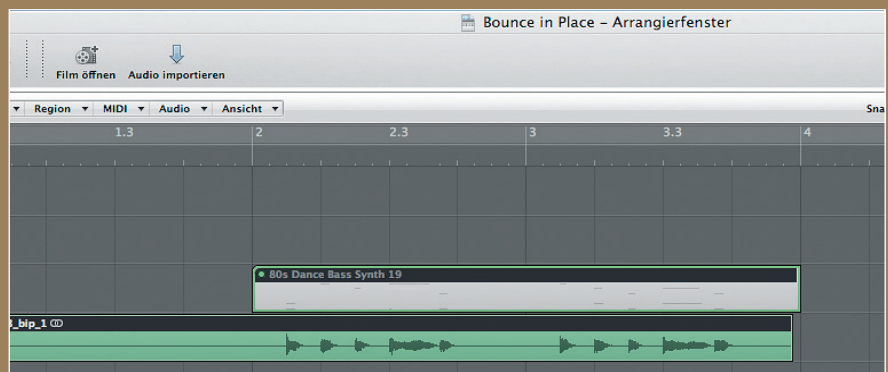 Bounce in Place – Arrangierfenster
Film öffnen Audio importieren
Region MIDI Audio Ansicht
1.3 2 2.3 3 3.3 4
80s Dance Bass Synth 19
_bip_1